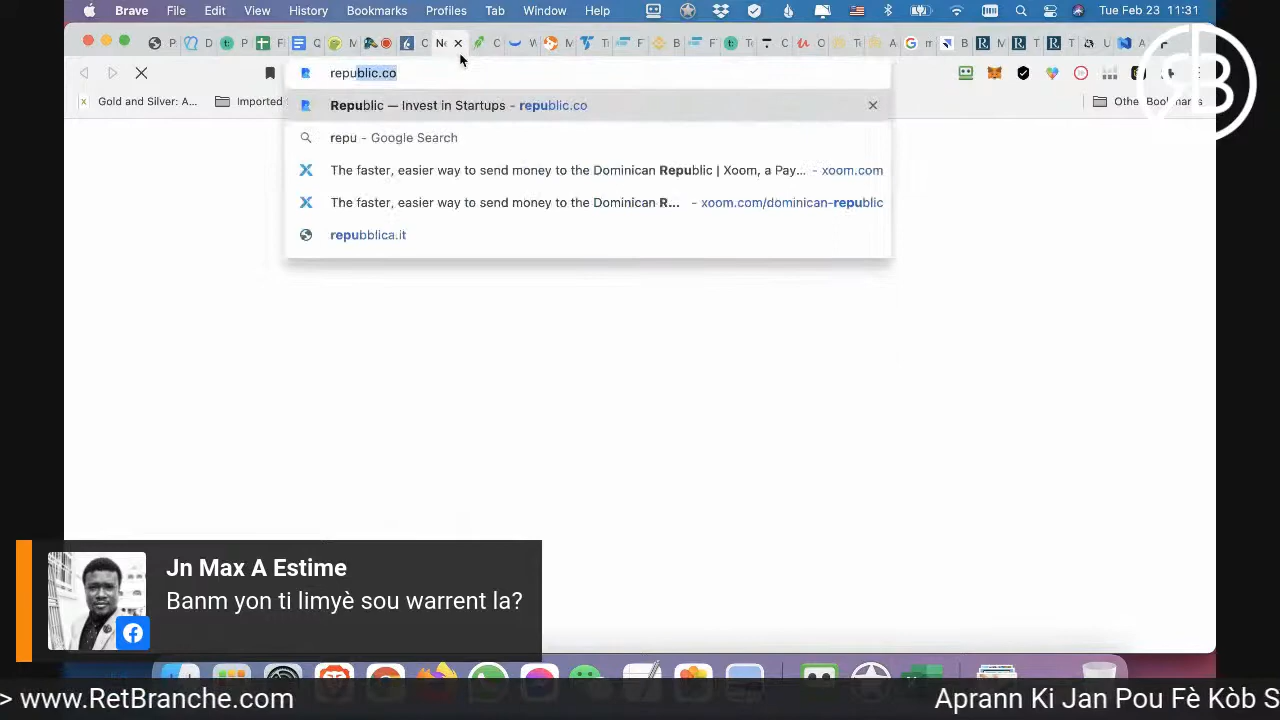 Brave File Edit View History Bookmarks Profiles Tab Window Help Tue Feb 23 11:31
republic.co
Gold and Silver: A...
Imported
Republic — Invest in Startups - republic.co
repu - Google Search
The faster, easier way to send money to the Dominican Republic | Xoom, a Pay... - xoom.com
The faster, easier way to send money to the Dominican R... - xoom.com/dominican-republic
repubblica.it
Jn Max A Estime
Banm yon ti limyè sou warrent la?
> www.RetBranche.com
Aprann Ki Jan Pou Fè Kòb S